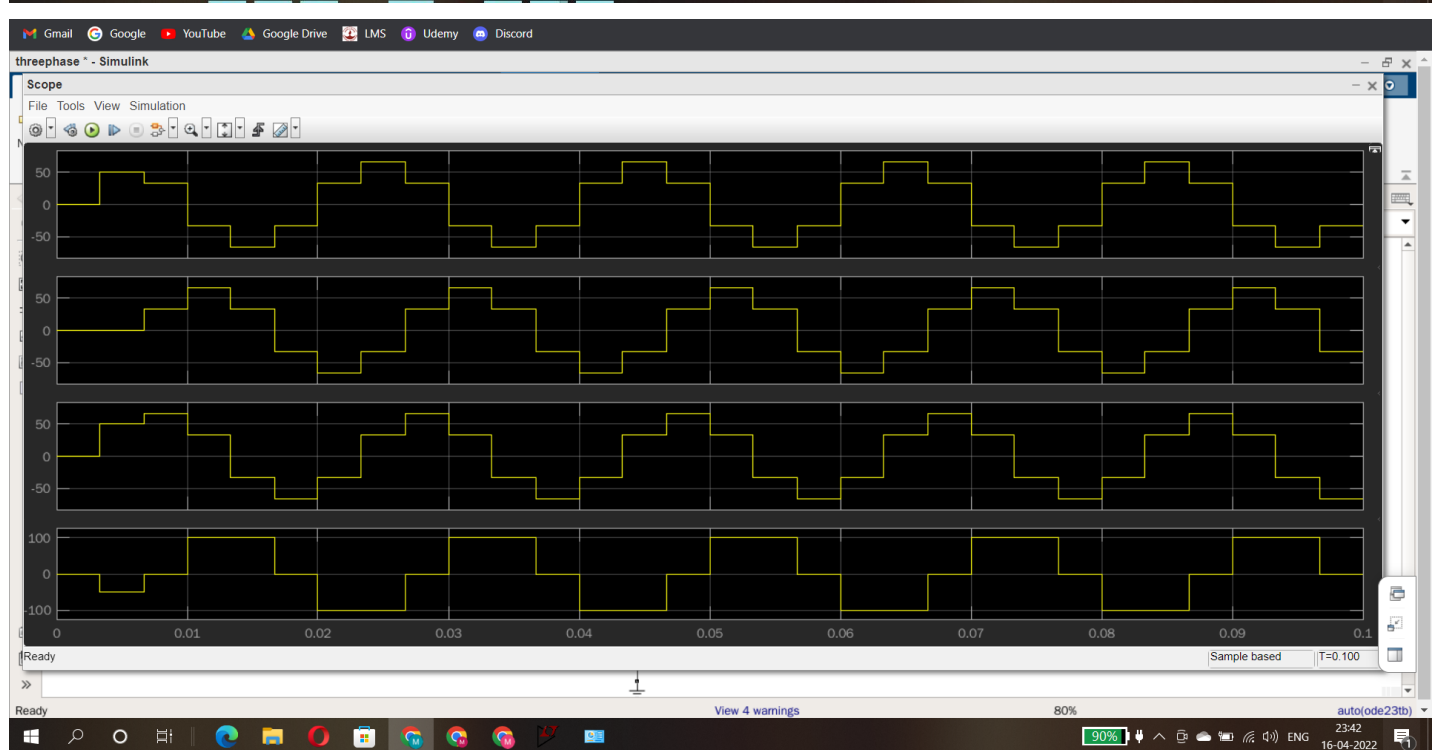 Gmail Google YouTube Google Drive LMS Udemy Discord
threephase * - Simulink
Scope
File Tools View Simulation
50
0
-50
50
0
-50
50
0
-50
100
0
-100
0 0.01 0.02 0.03 0.04 0.05 0.06 0.07 0.08 0.09 0.1
Ready Sample based T=0.100
Ready View 4 warnings 80% auto(ode23tb)
90% ENG 23:42
16-04-2022